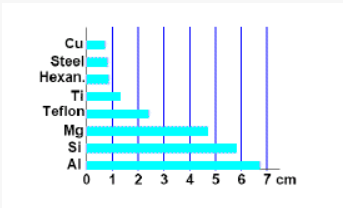 Cu
Steel
Hexan.
Ti
Teflon
Mg
Si
Al
0 1 2 3 4 5 6 7 cm